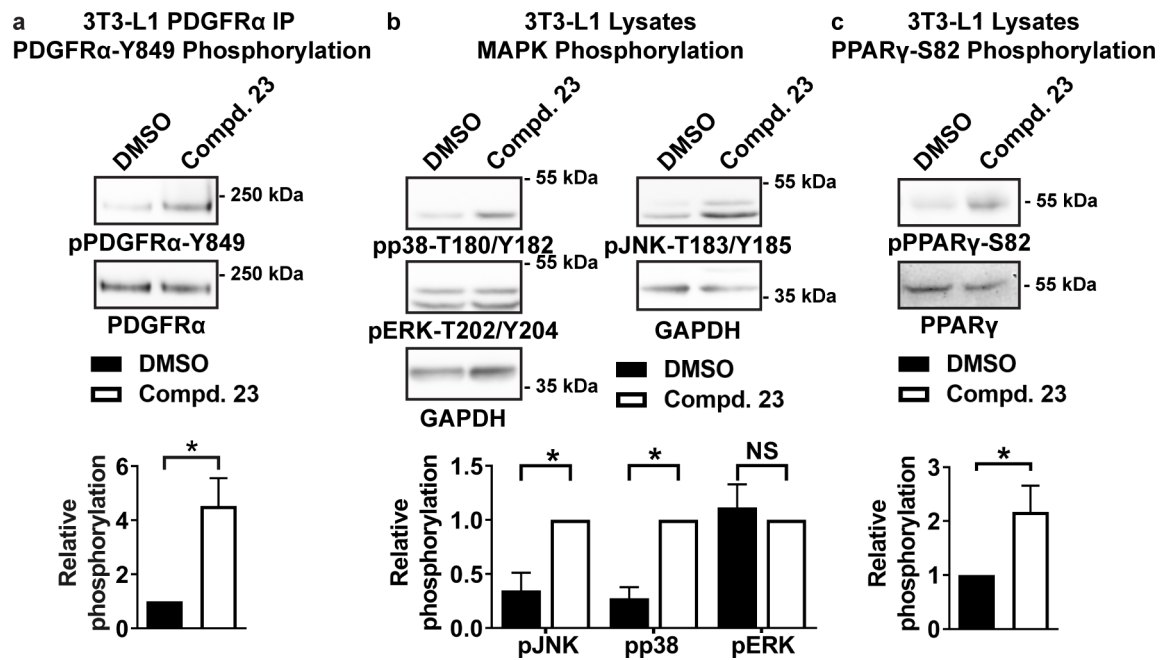 a
3T3-L1 PDGFRα IP
PDGFRα-Y849 Phosphorylation
DMSO
Compd. 23
- 250 kDa
pPDGFRα-Y849
- 250 kDa
PDGFRα
DMSO
Compd. 23
Relative
phosphorylation
6
4
2
0
*
b
3T3-L1 Lysates
MAPK Phosphorylation
DMSO
Compd. 23
- 55 kDa
pp38-T180/Y182
- 55 kDa
pERK-T202/Y204
- 35 kDa
GAPDH
DMSO
Compd. 23
- 55 kDa
pJNK-T183/Y185
- 35 kDa
GAPDH
DMSO
Compd. 23
Relative
phosphorylation
1.5
1.0
0.5
0.0
*
*
NS
pJNK
pp38
pERK
c
3T3-L1 Lysates
PPARγ-S82 Phosphorylation
DMSO
Compd. 23
- 55 kDa
pPPARγ-S82
- 55 kDa
PPARγ
DMSO
Compd. 23
Relative
phosphorylation
3
2
1
0
*